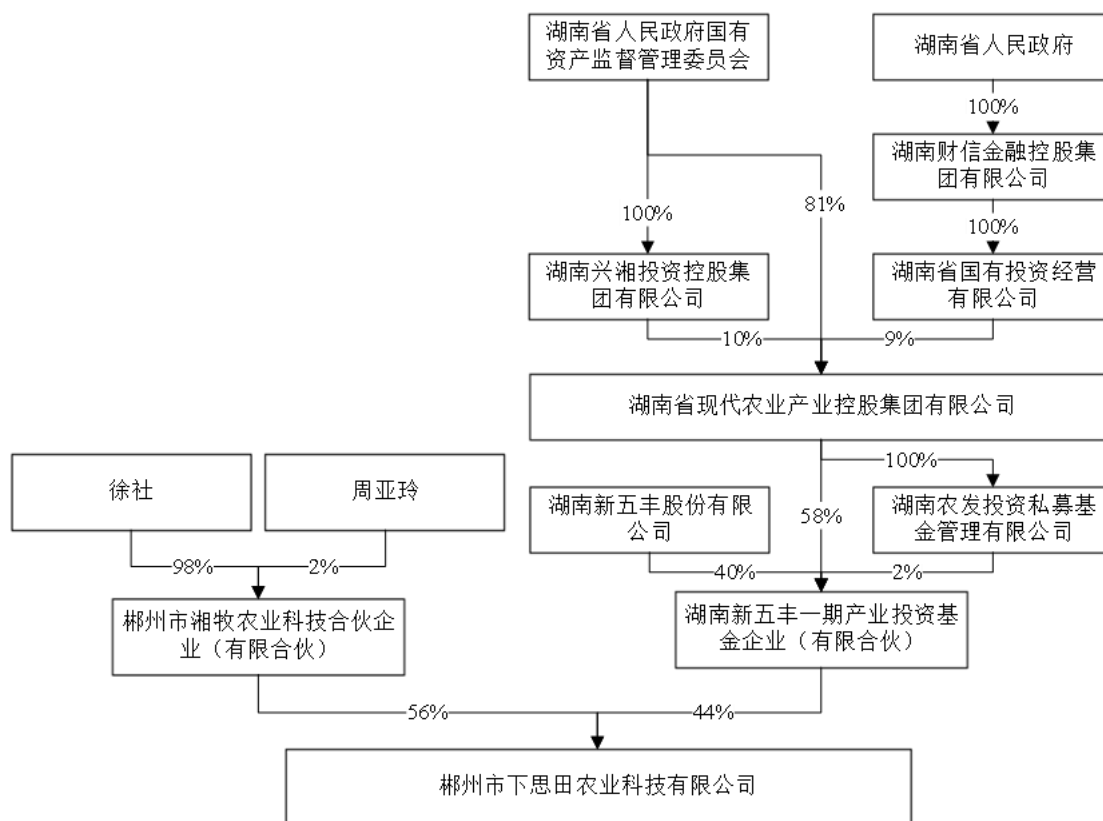 湖南省人民政府国有
资产监督管理委员会
湖南省人民政府
100%
湖南财信金融控股集
团有限公司
100%
81%
100%
湖南兴湘投资控股集
团有限公司
湖南省国有投资经营
有限公司
10%
9%
湖南省现代农业产业控股集团有限公司
100%
徐社
周亚玲
湖南新五丰股份有限
公司
58%
湖南农发投资私募基
金管理有限公司
98%
2%
40%
2%
郴州市湘牧农业科技合伙企
业（有限合伙）
湖南新五丰一期产业投资基
金企业（有限合伙）
56%
44%
郴州市下思田农业科技有限公司